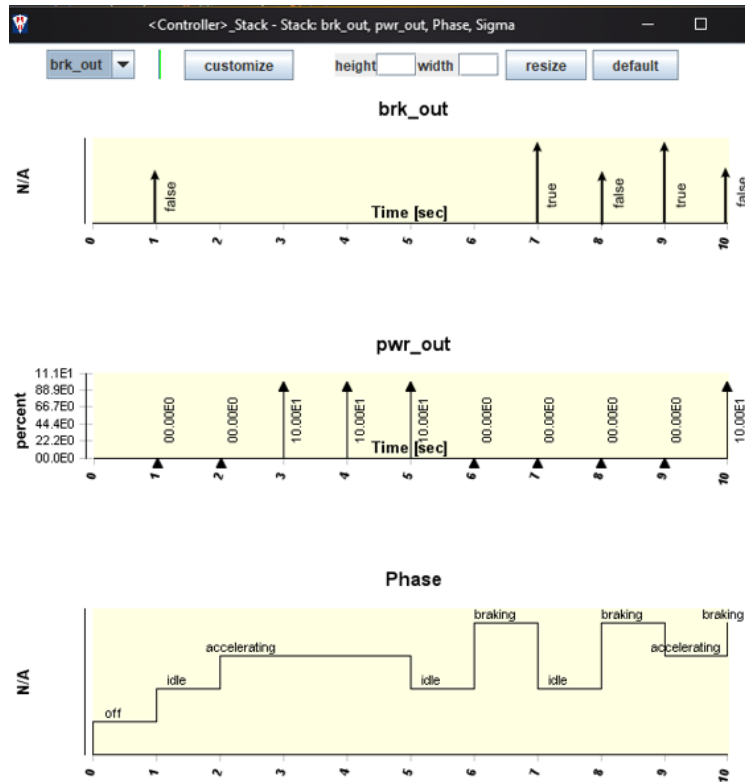 <Controller>_Stack - Stack: brk_out, pwr_out, Phase, Sigma
brk_out customize height width resize default
brk_out
N/A
false true false true false
Time [sec]
0 1 2 3 4 5 6 7 8 9 10
pwr_out
percent
11.1E1
88.9E0
66.7E0
44.4E0
22.2E0
00.0E0
00.00E0 00.00E0 10.00E1 10.00E1 10.00E1 00.00E0 00.00E0 00.00E0 00.00E0 10.00E1
Time [sec]
0 1 2 3 4 5 6 7 8 9 10
Phase
N/A
braking braking braking
accelerating accelerating
idle idle idle
off
0 1 2 3 4 5 6 7 8 9 10